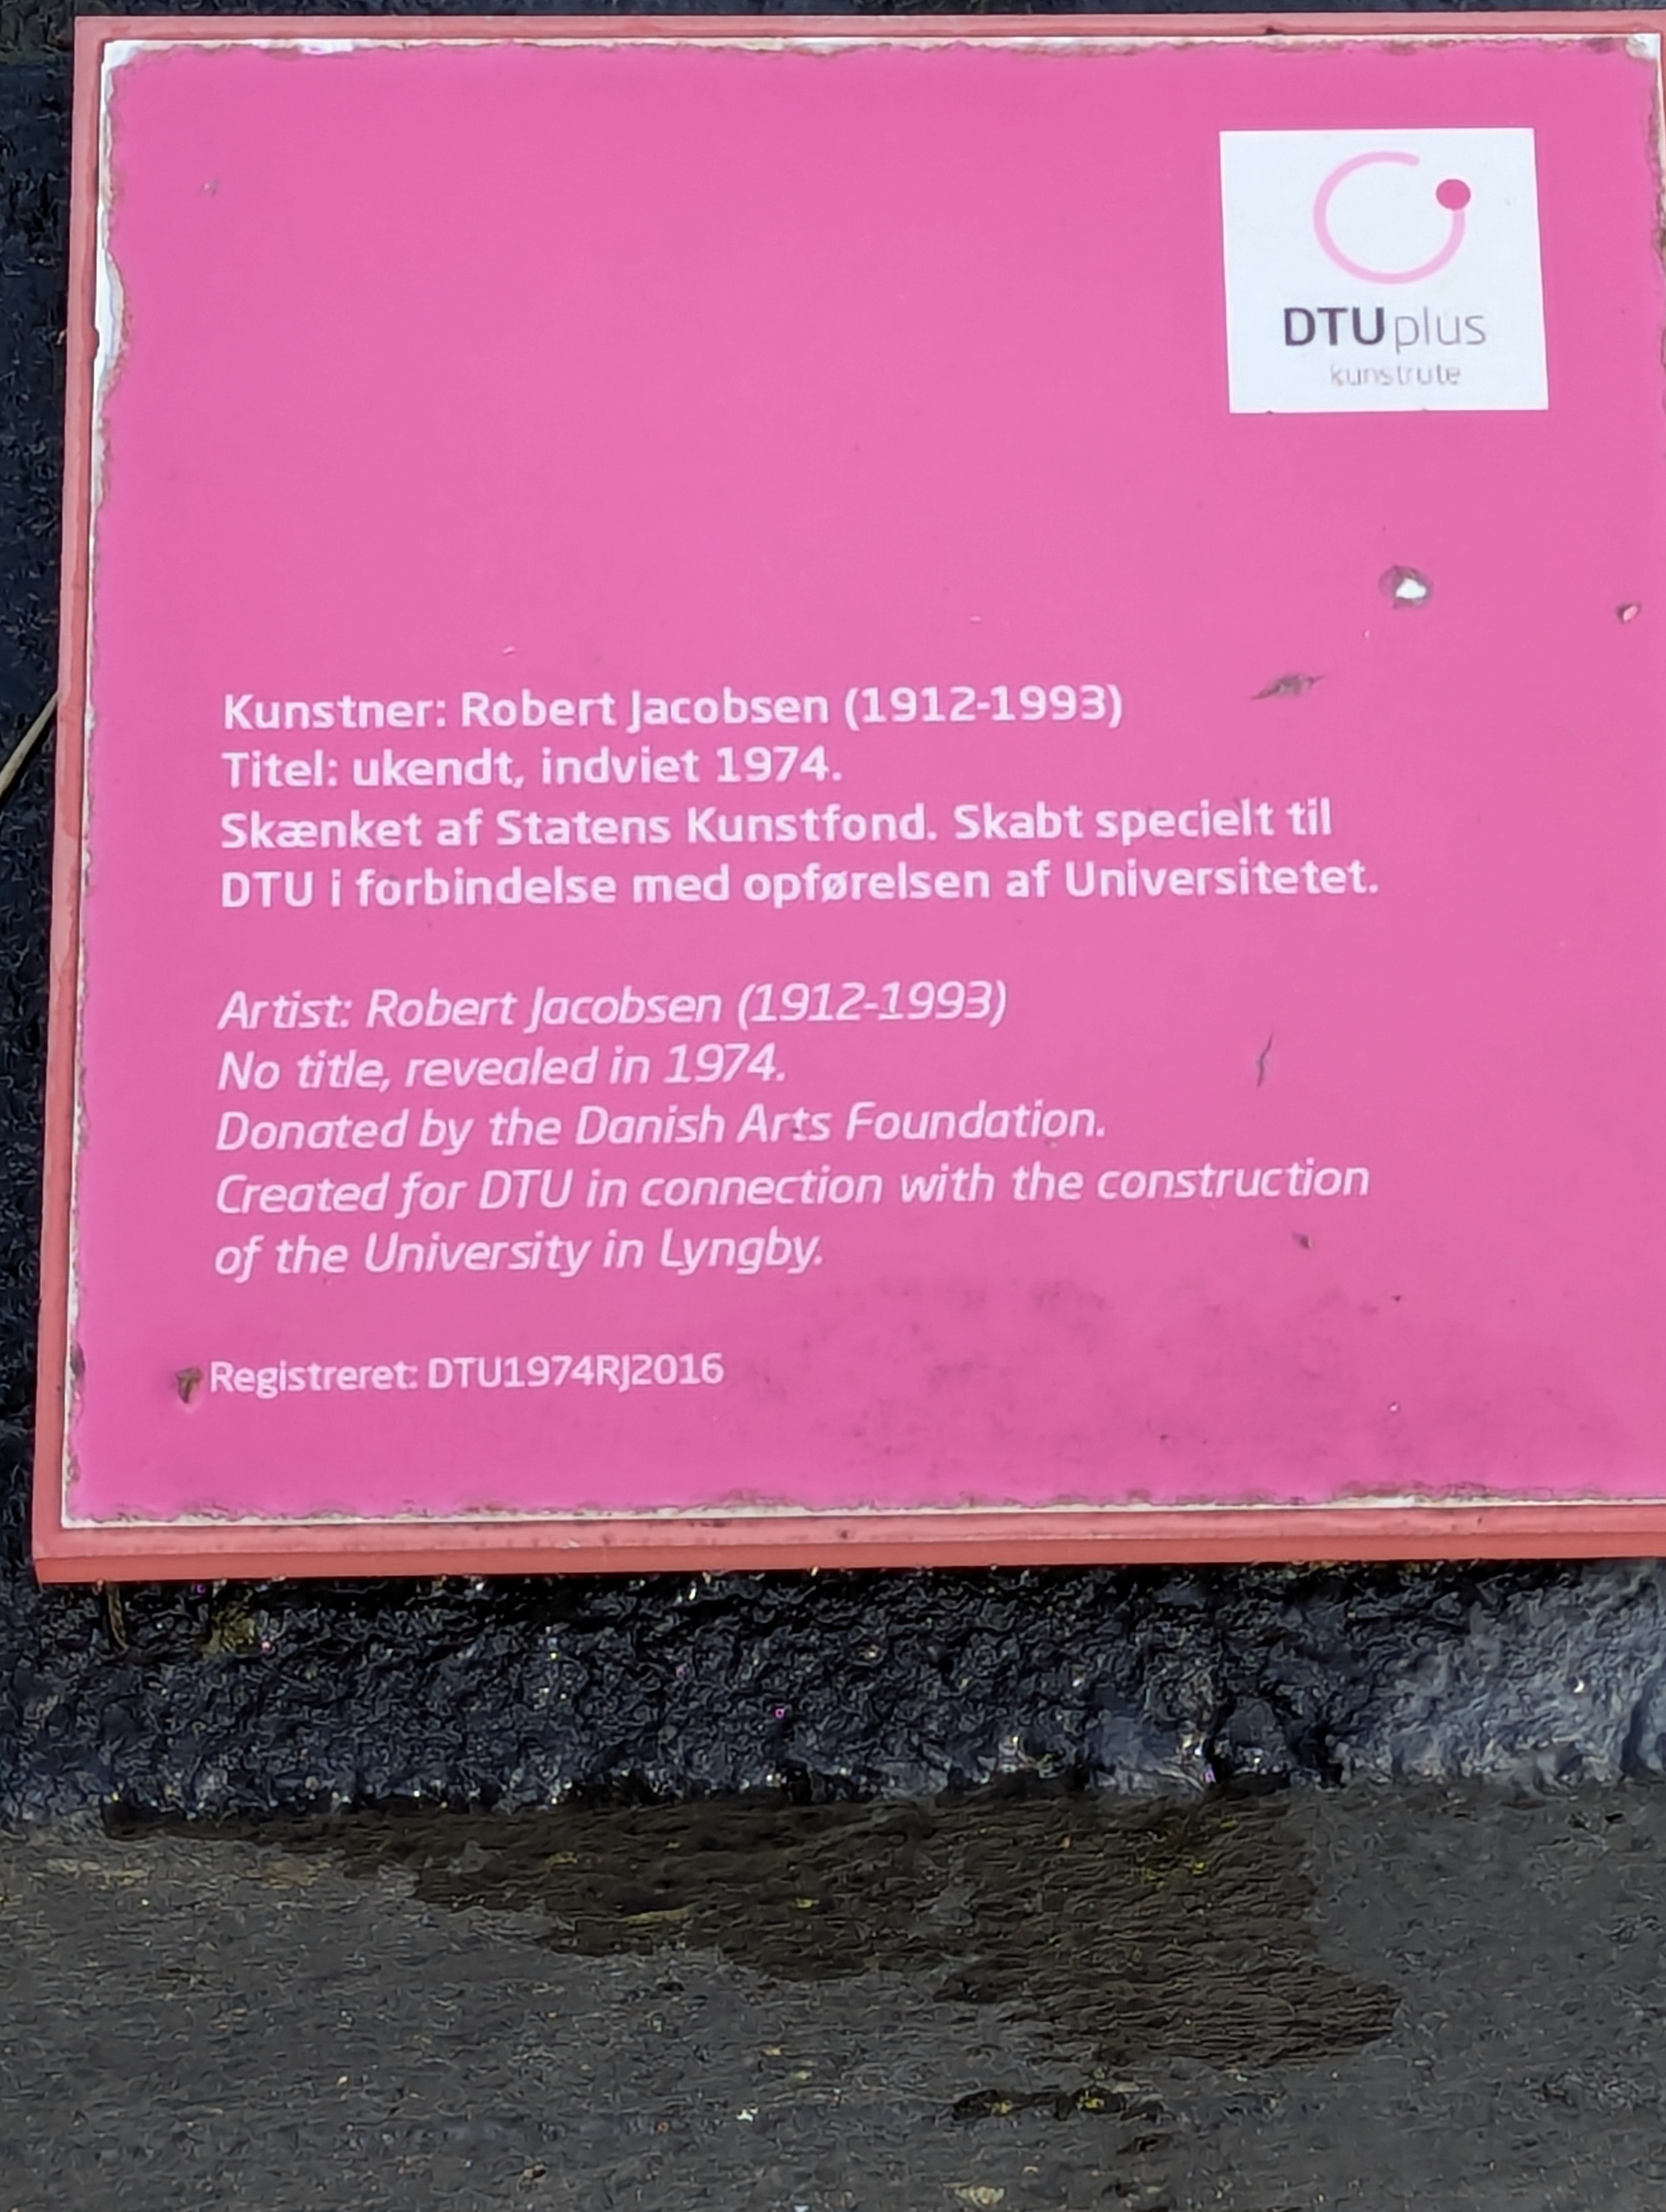 DTUplus
kunstrute
Kunstner: Robert Jacobsen (1912-1993)
Titel: ukendt, indviet 1974.
Skænket af Statens Kunstfond. Skabt specielt til
DTU i forbindelse med opførelsen af Universitetet.
Artist: Robert Jacobsen (1912-1993)
No title, revealed in 1974.
Donated by the Danish Arts Foundation.
Created for DTU in connection with the construction
of the University in Lyngby.
Registreret: DTU1974RJ2016